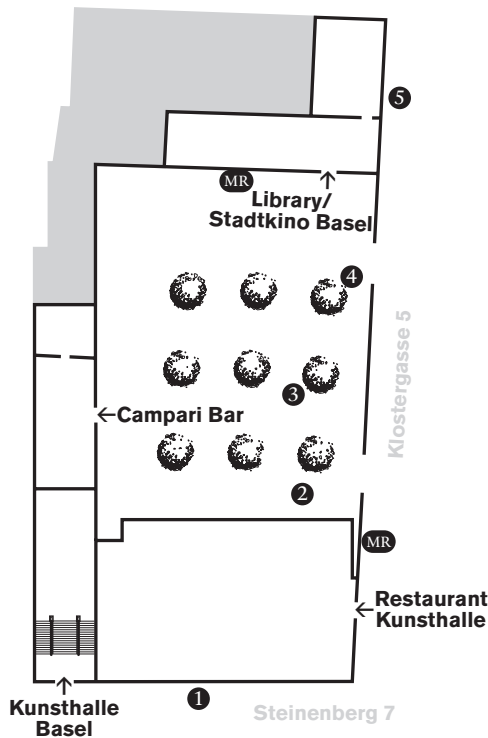 5
MR
Library/
Stadtkino Basel
4
Klostergasse 5
3
Campari Bar
2
MR
Restaurant
Kunsthalle
1
Kunsthalle
Basel
Steinenberg 7